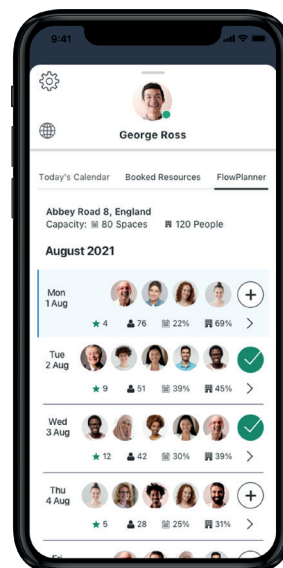 9:41
George Ross
Today's Calendar Booked Resources FlowPlanner
Abbey Road 8, England
Capacity: 80 Spaces 120 People
August 2021
Mon
1 Aug
4 76 22% 69%
Tue
2 Aug
9 51 39% 45%
Wed
3 Aug
12 42 30% 39%
Thu
4 Aug
5 28 25% 31%